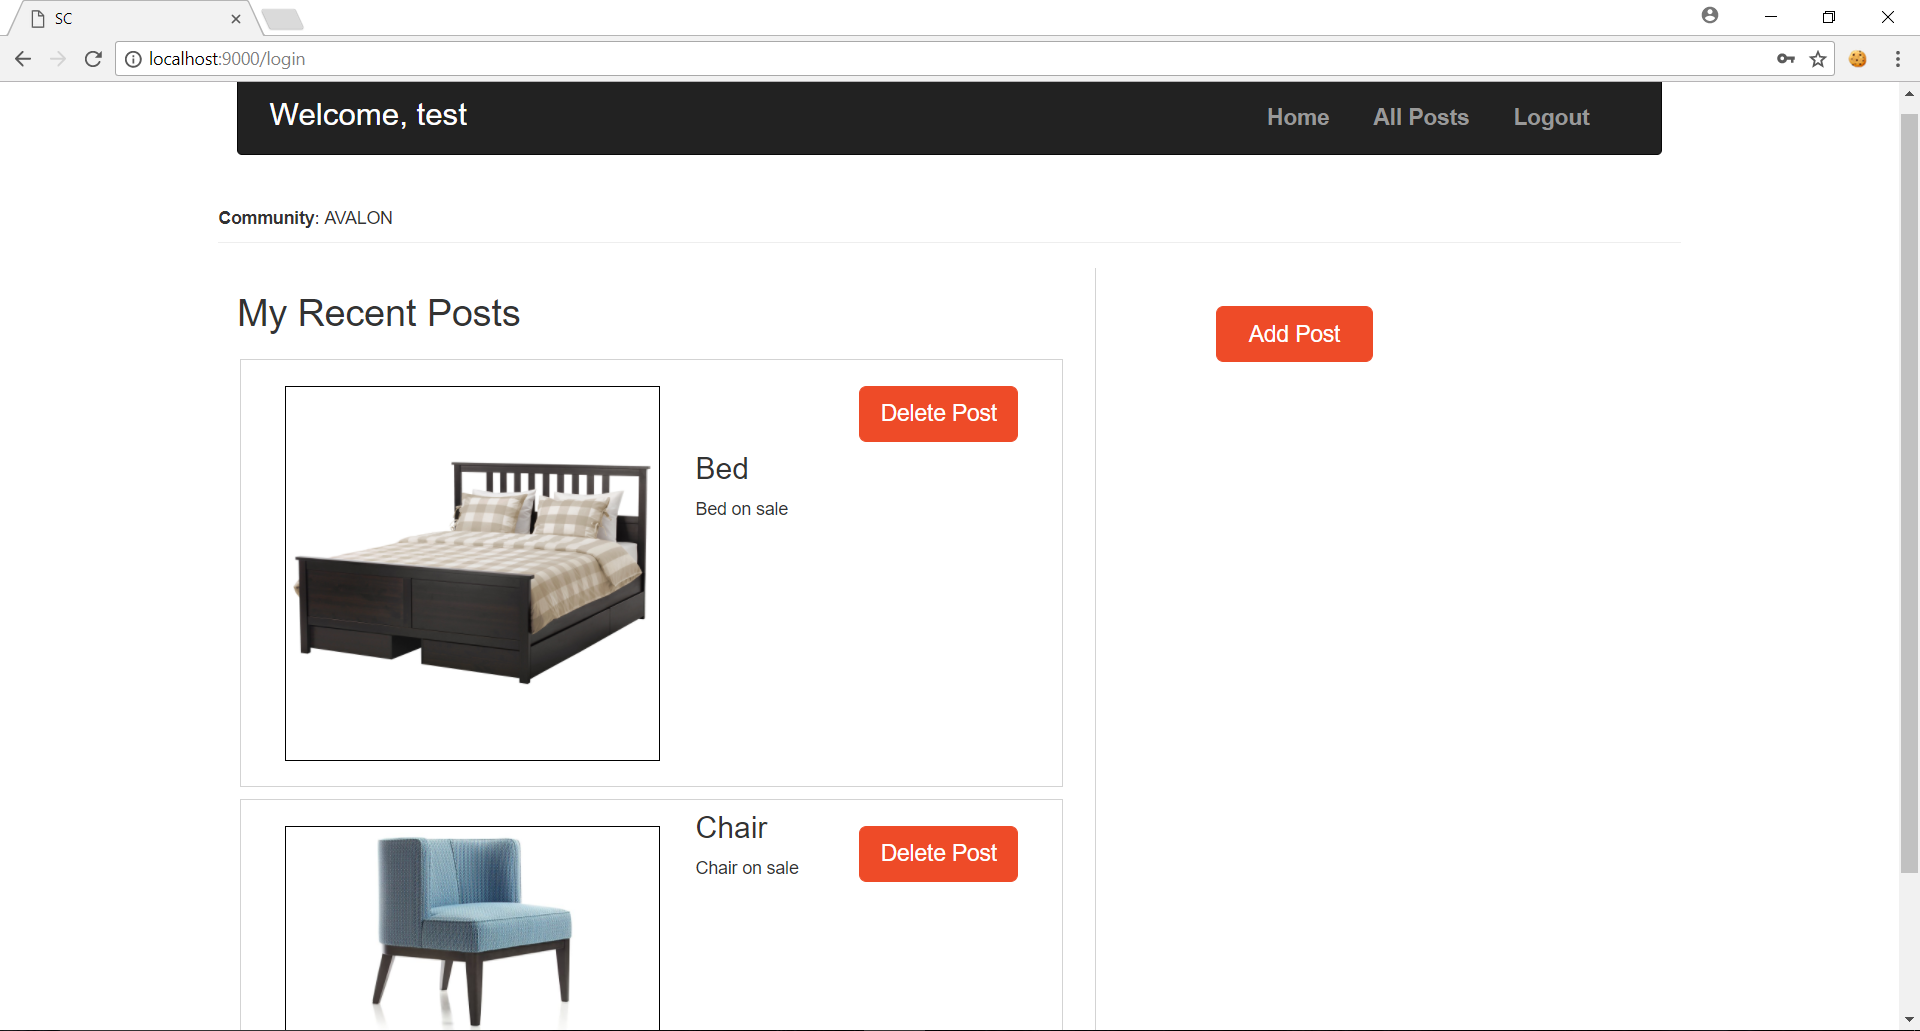 SC
localhost:9000/login
Welcome, test
Home
All Posts
Logout
Community: AVALON
My Recent Posts
Add Post
Delete Post
Bed
Bed on sale
Chair
Delete Post
Chair on sale